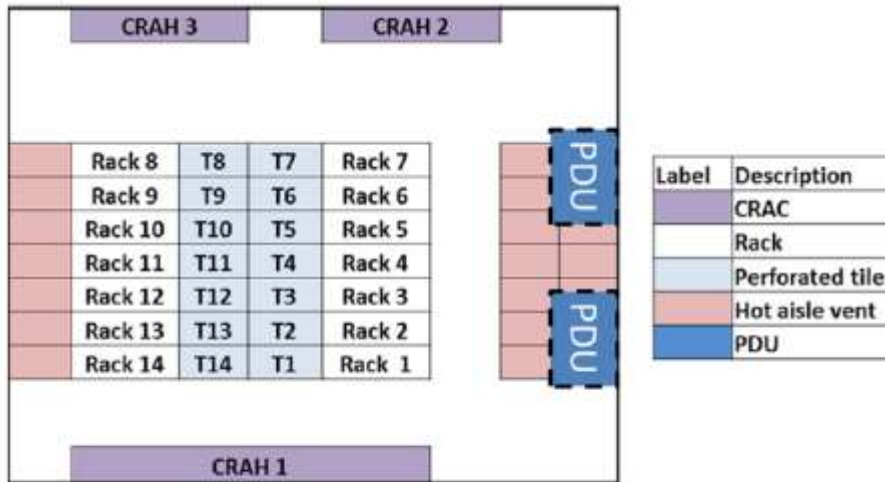 CRAH 3 CRAH 2
Rack 8 T8 T7 Rack 7
Rack 9 T9 T6 Rack 6
Rack 10 T10 T5 Rack 5
Rack 11 T11 T4 Rack 4
Rack 12 T12 T3 Rack 3
Rack 13 T13 T2 Rack 2
Rack 14 T14 T1 Rack 1
CRAH 1
PDU
PDU
Label Description
CRAC
Rack
Perforated tile
Hot aisle vent
PDU